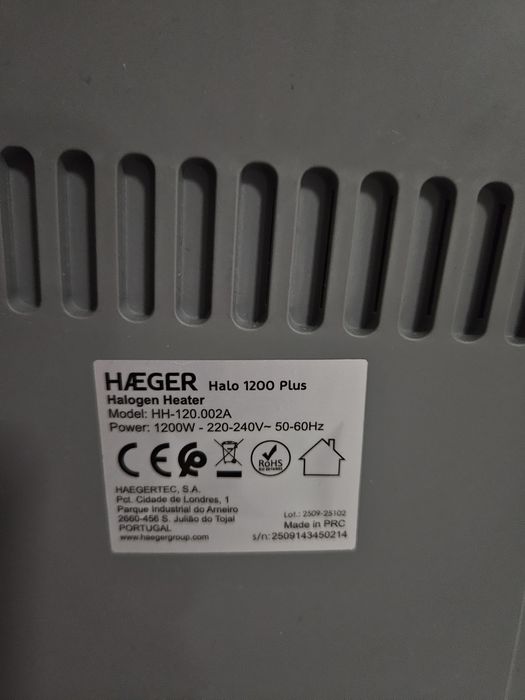 HÆGER Halo 1200 Plus
Halogen Heater
Model: HH-120.002A
Power: 1200W - 220-240V~ 50-60Hz
CE
RoHS
HAEGERTEC, S.A.
Pct. Cidade de Londres, 1
Parque Industrial do Arneiro
2660-456 S. Julião do Tojal
PORTUGAL
www.haegergroup.com
Lot.: 2509-25102
Made in PRC
s/n: 2509143450214